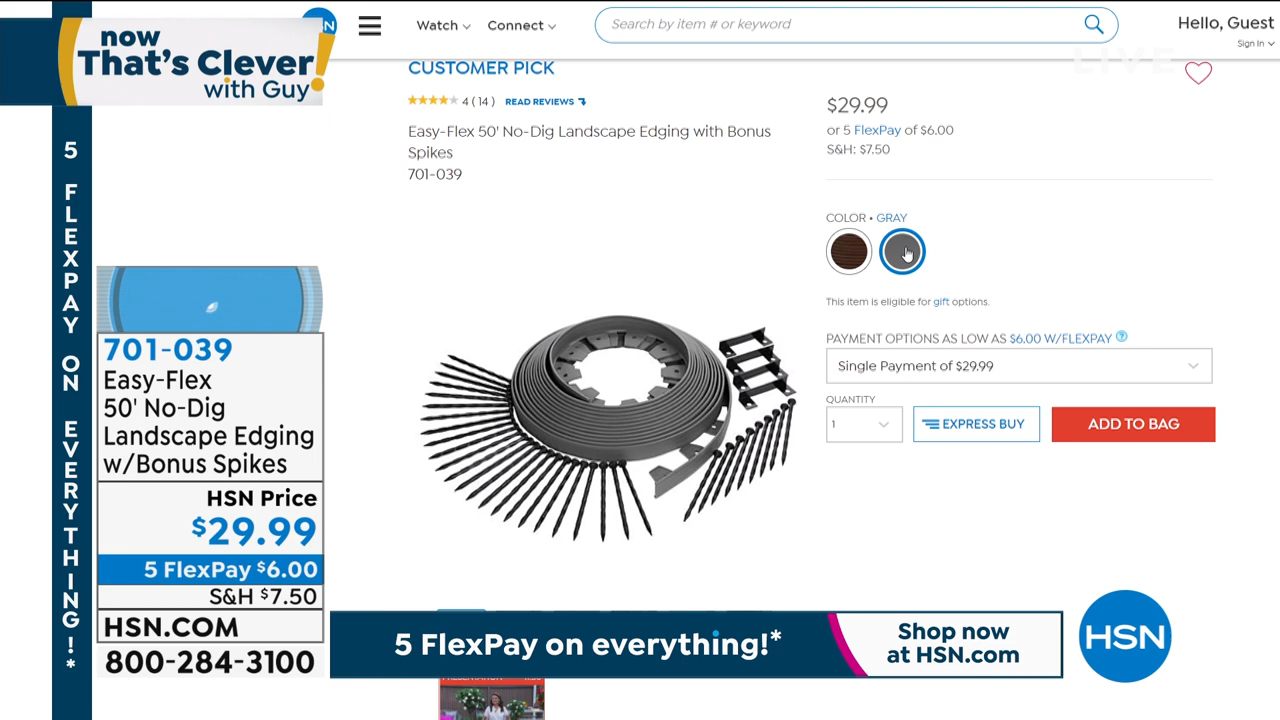 now
That's Clever!
with Guy
N
Watch
Connect
Search by item # or keyword
Hello, Guest
Sign In
LIVE
5 FLEXPAY ON EVERYTHING!*
CUSTOMER PICK
4 ( 14 ) READ REVIEWS
Easy-Flex 50' No-Dig Landscape Edging with Bonus
Spikes
701-039
$29.99
or 5 FlexPay of $6.00
S&H: $7.50
COLOR • GRAY
This item is eligible for gift options.
PAYMENT OPTIONS AS LOW AS $6.00 W/FLEXPAY ?
Single Payment of $29.99
QUANTITY
1
EXPRESS BUY
ADD TO BAG
701-039
Easy-Flex
50' No-Dig
Landscape Edging
w/Bonus Spikes
HSN Price
$29.99
5 FlexPay $6.00
S&H $7.50
HSN.COM
800-284-3100
5 FlexPay on everything!*
Shop now
at HSN.com
HSN